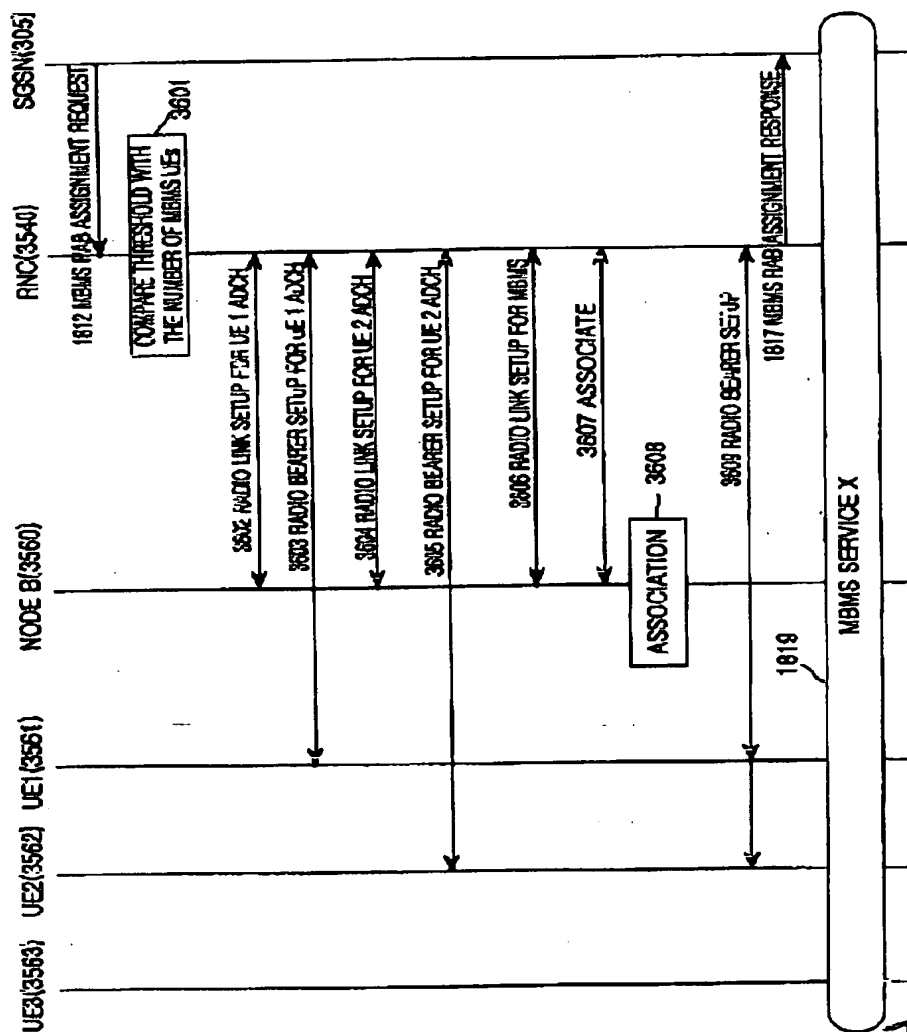 UE3(3563)
UE2(3562)
UE1(3561)
NODE B(3560)
RNC(3540)
SGSN(305)
1812 MBMS RAB ASSIGNMENT REQUEST
COMPARE THRESHOLD WITH
THE NUMBER OF MBMS UEs
3601
3602 RADIO LINK SETUP FOR UE 1 ADCH
3603 RADIO BEARER SETUP FOR UE 1 ADCH
3604 RADIO LINK SETUP FOR UE 2 ADCH
3605 RADIO BEARER SETUP FOR UE 2 ADCH
3606 RADIO LINK SETUP FOR MBMS
3607 ASSOCIATE
ASSOCIATION
3608
3609 RADIO BEARER SETUP
1817 MBMS RAB ASSIGNMENT RESPONSE
1819
MBMS SERVICE X